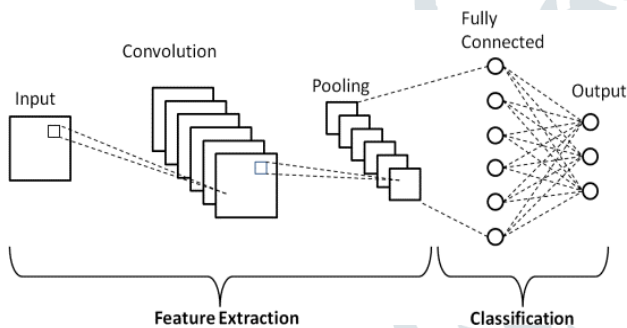 Input
Convolution
Pooling
Fully
Connected
Output
Feature Extraction
Classification